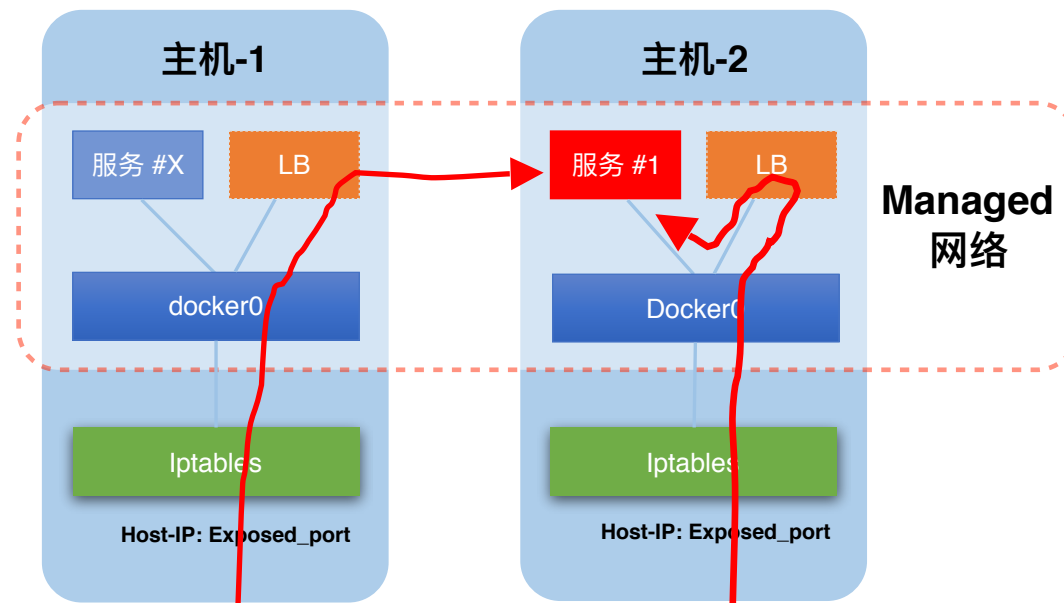 主机-1
服务 #X
LB
docker0
Iptables
Host-IP: Exposed_port
主机-2
服务 #1
LB
Docker0
Iptables
Host-IP: Exposed_port
Managed
网络